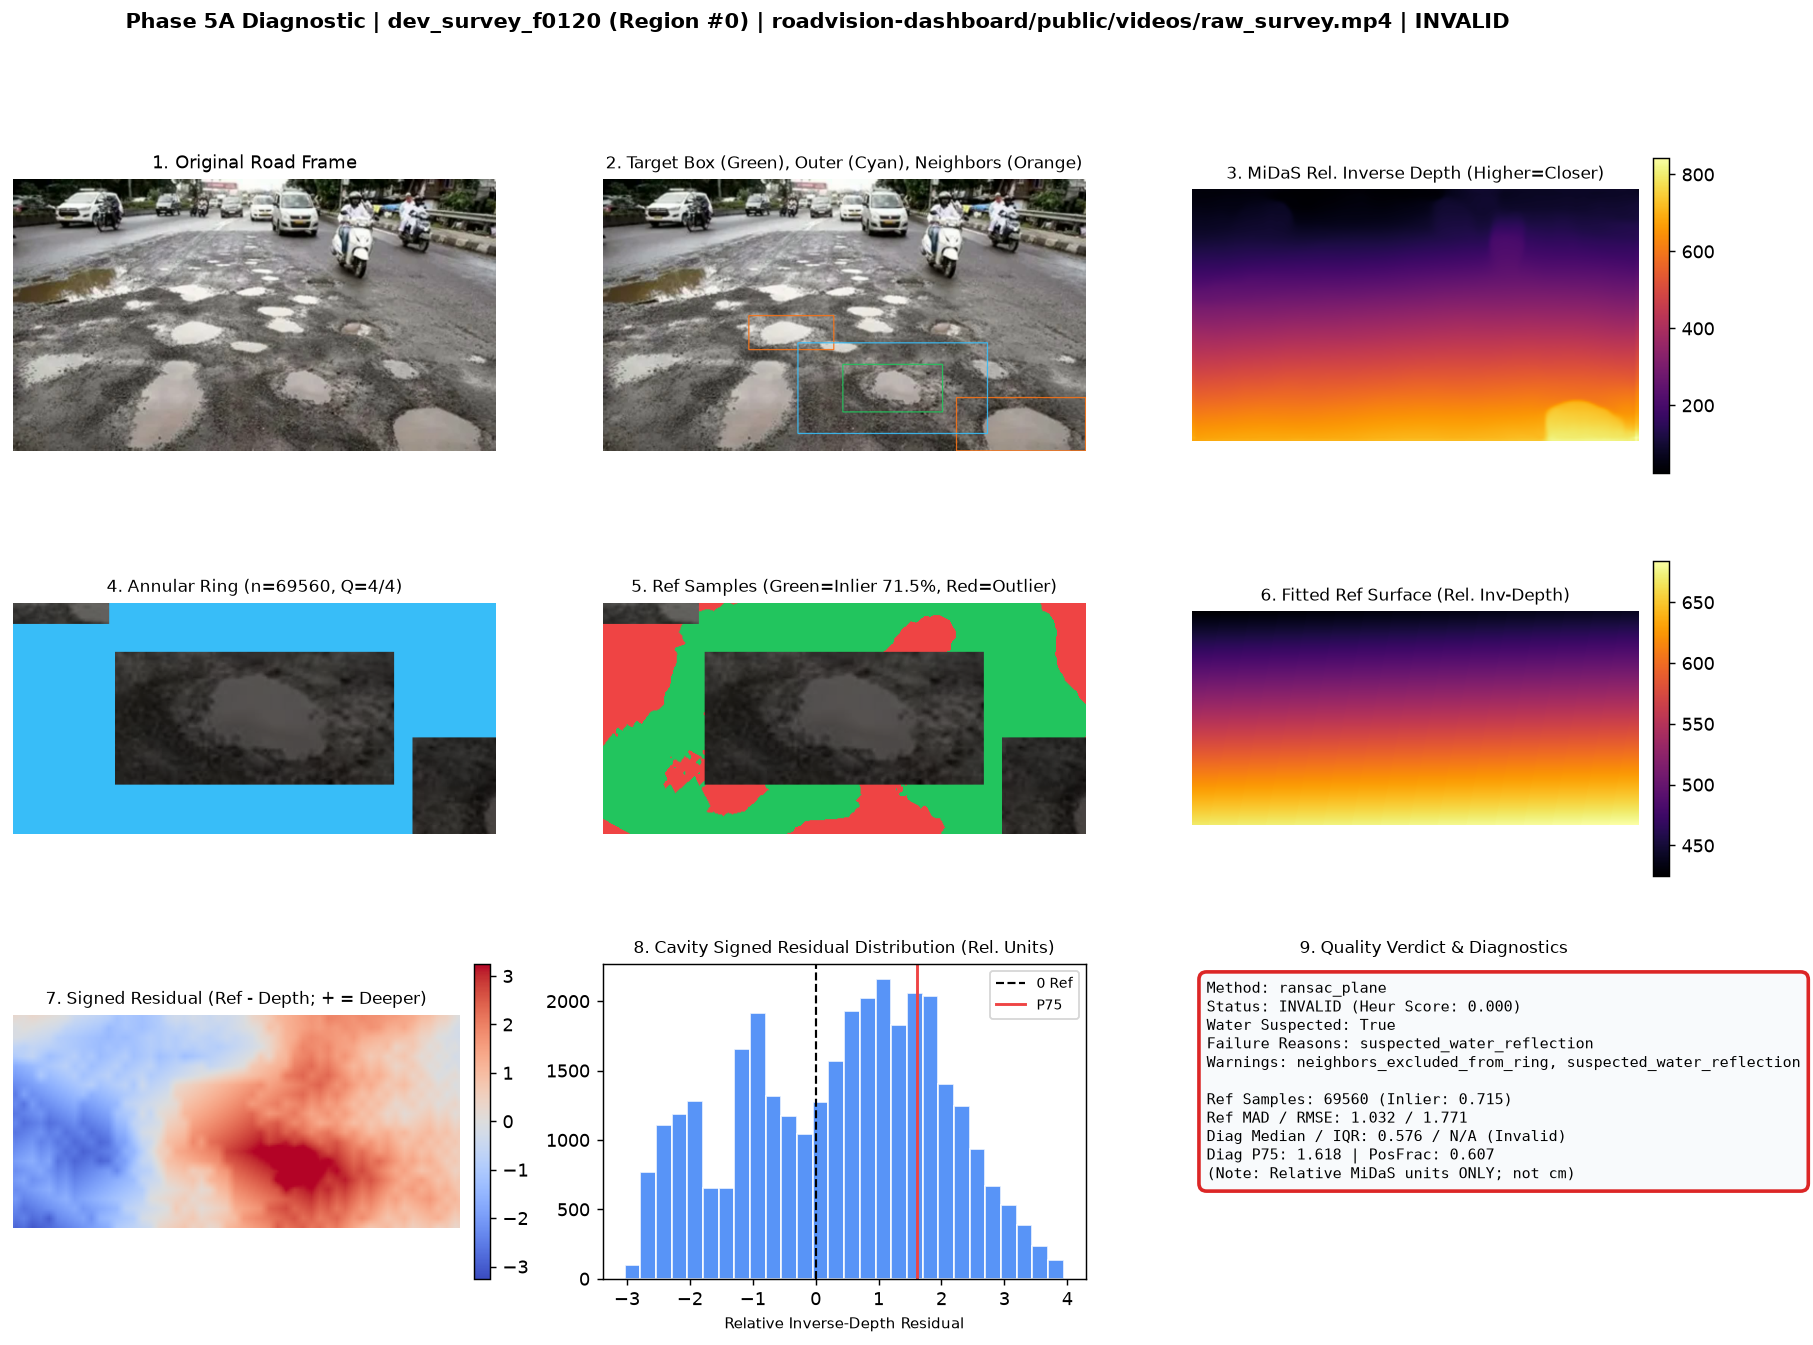 Phase 5A Diagnostic | dev_survey_f0120 (Region #0) | roadvision-dashboard/public/videos/raw_survey.mp4 | INVALID
1. Original Road Frame
2. Target Box (Green), Outer (Cyan), Neighbors (Orange)
3. MiDaS Rel. Inverse Depth (Higher=Closer)
800
600
400
200
4. Annular Ring (n=69560, Q=4/4)
5. Ref Samples (Green=Inlier 71.5%, Red=Outlier)
6. Fitted Ref Surface (Rel. Inv-Depth)
650
600
550
500
450
7. Signed Residual (Ref - Depth; + = Deeper)
3
2
1
0
−1
−2
−3
8. Cavity Signed Residual Distribution (Rel. Units)
0 Ref
P75
2000
1500
1000
500
0
−3 −2 −1 0 1 2 3 4
Relative Inverse-Depth Residual
9. Quality Verdict & Diagnostics
Method: ransac_plane
Status: INVALID (Heur Score: 0.000)
Water Suspected: True
Failure Reasons: suspected_water_reflection
Warnings: neighbors_excluded_from_ring, suspected_water_reflection
Ref Samples: 69560 (Inlier: 0.715)
Ref MAD / RMSE: 1.032 / 1.771
Diag Median / IQR: 0.576 / N/A (Invalid)
Diag P75: 1.618 | PosFrac: 0.607
(Note: Relative MiDaS units ONLY; not cm)